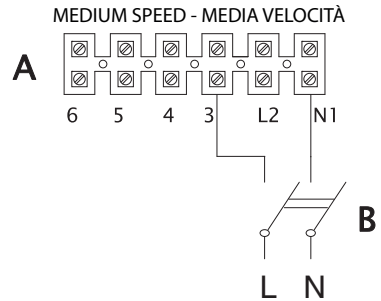 MEDIUM SPEED - MEDIA VELOCITÀ
A
6 5 4 3 L2 N1
B
L N